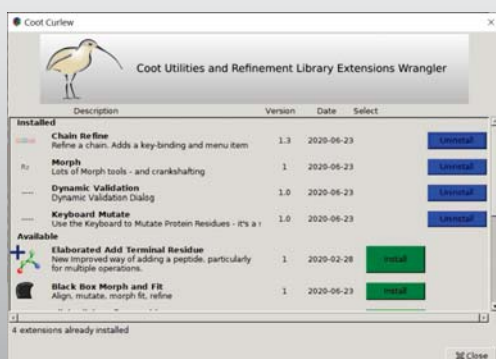 Coot Curlew
Coot Utilities and Refinement Library Extensions Wrangler
Description Version Date Select
Installed
Chain Refine
Refine a chain. Adds a key-binding and menu item 1.3 2020-06-23 Uninstall
Morph
Lots of Morph tools - and crankshafting 1 2020-06-23 Uninstall
Dynamic Validation
Dynamic Validation Dialog 1.0 2020-06-23 Uninstall
Keyboard Mutate
Use the Keyboard to Mutate Protein Residues - it's a 1.0 2020-06-23 Uninstall
Available
Elaborated Add Terminal Residue
New Improved way of adding a peptide, particularly
for multiple operations. 1 2020-02-28 Install
Black Box Morph and Fit
Align, mutate, morph fit, refine 1 2020-06-23 Install
4 extensions already installed
Close